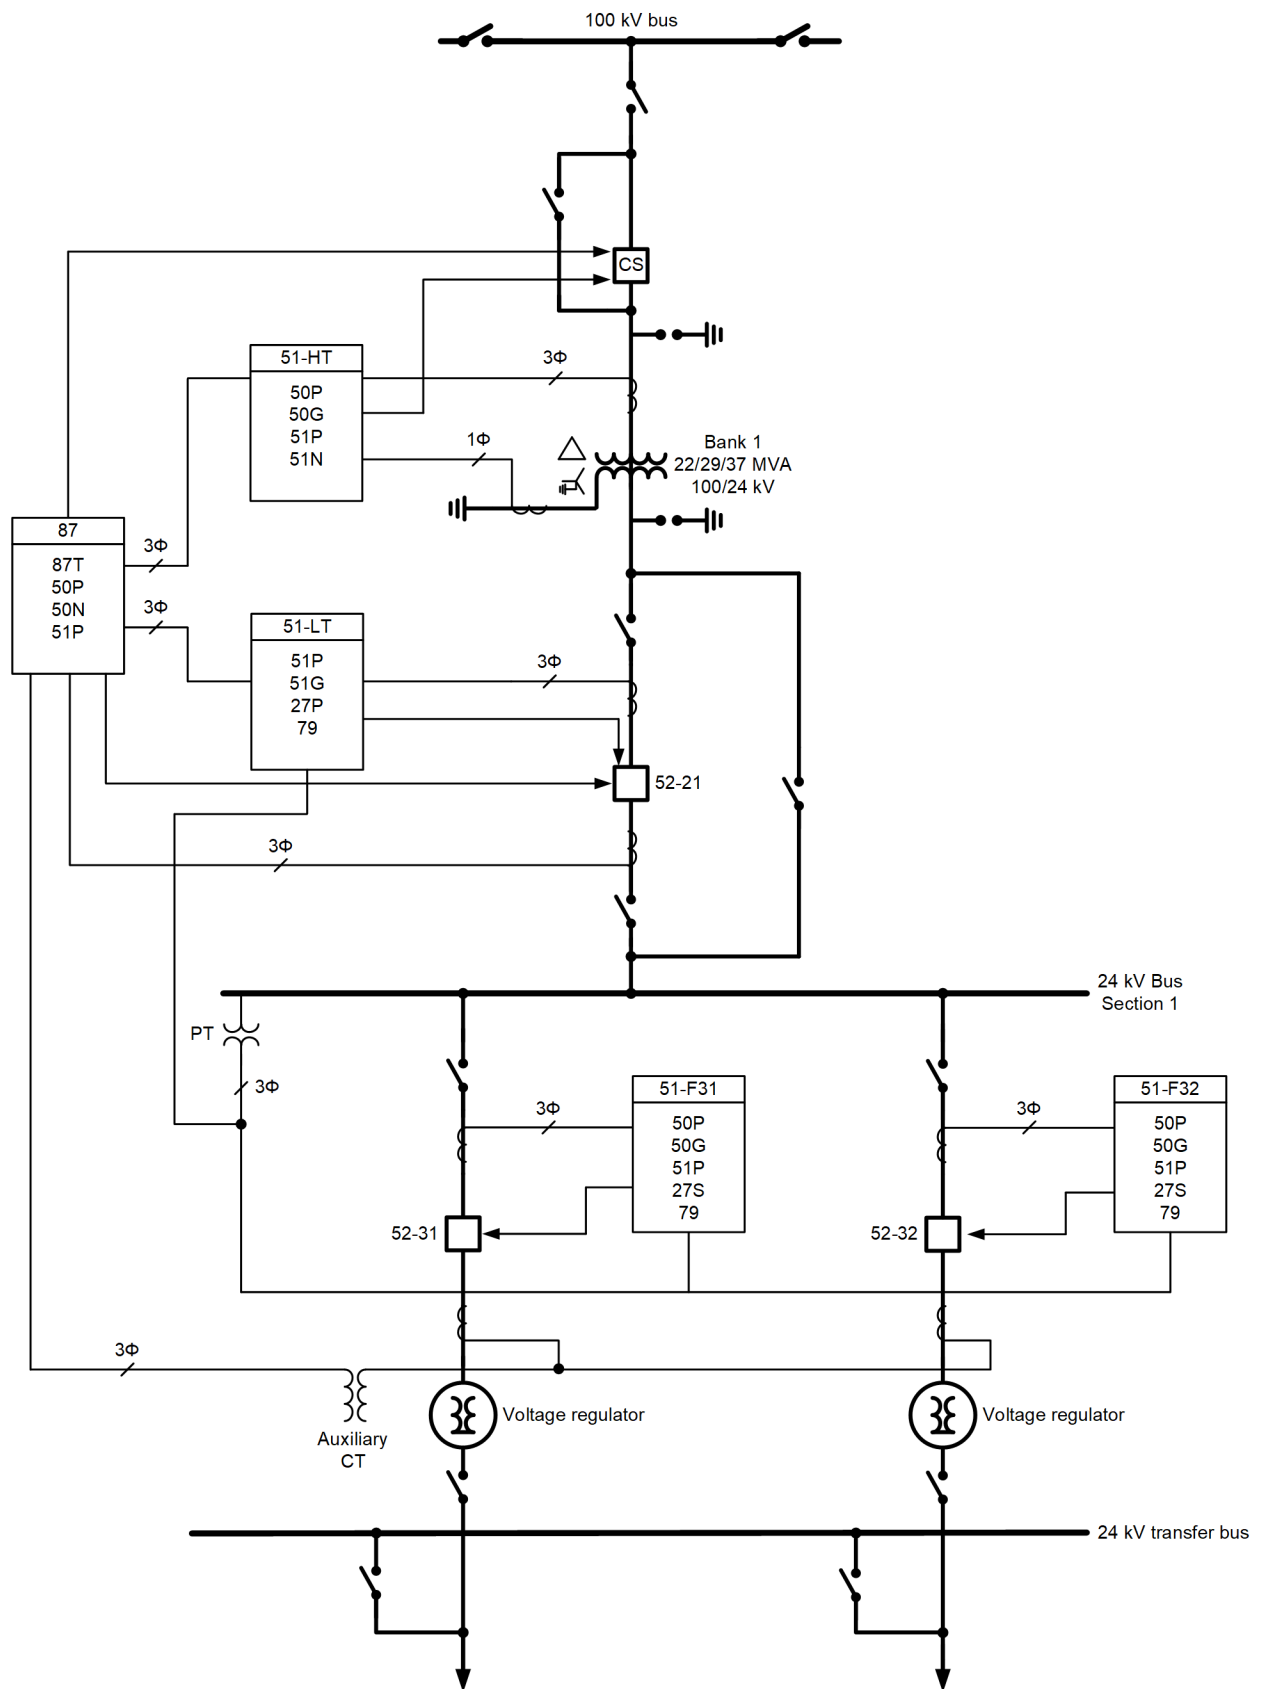 100 kV bus
CS
51-HT
50P
50G
51P
51N
3Φ
1Φ
Bank 1
22/29/37 MVA
100/24 kV
87
87T
50P
50N
51P
3Φ
3Φ
51-LT
51P
51G
27P
79
3Φ
52-21
3Φ
24 kV Bus
Section 1
PT
3Φ
51-F31
50P
50G
51P
27S
79
3Φ
52-31
51-F32
50P
50G
51P
27S
79
3Φ
52-32
3Φ
Auxiliary
CT
Voltage regulator
Voltage regulator
24 kV transfer bus